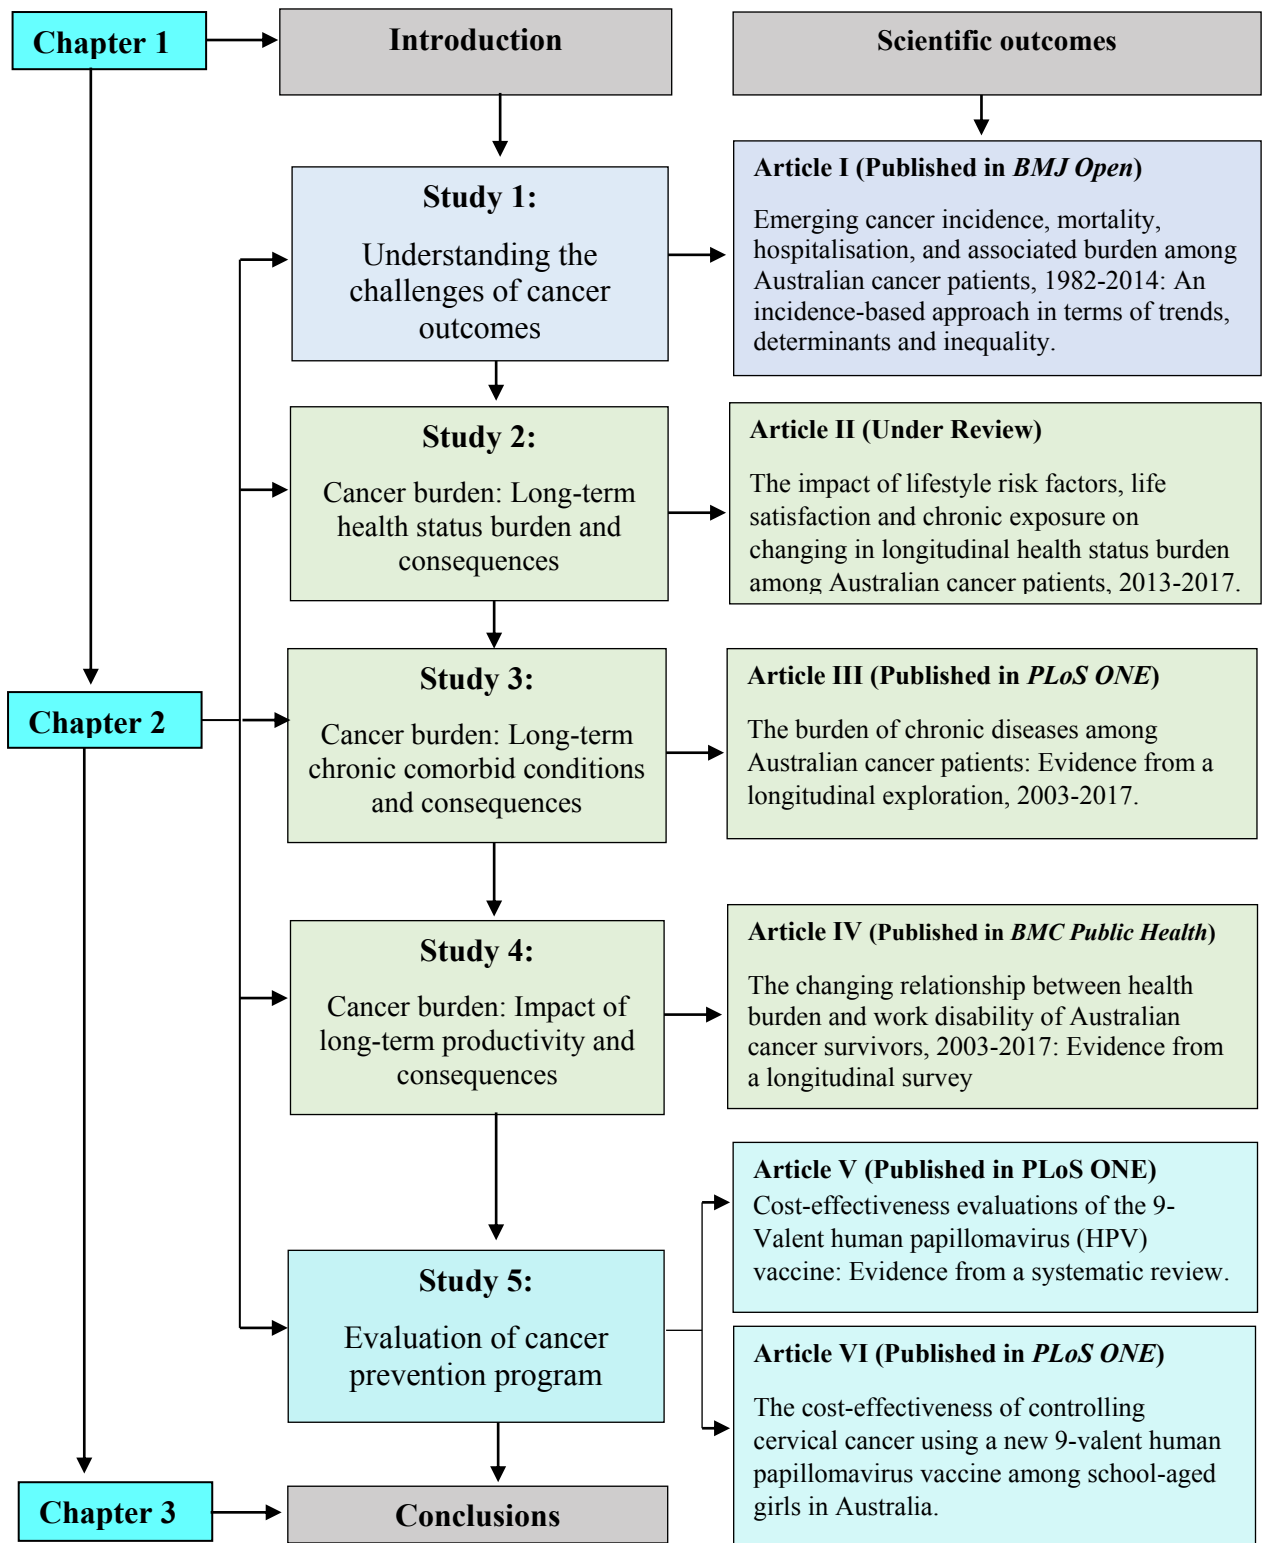 Chapter 1
Introduction
Scientific outcomes
Study 1:
Understanding the
challenges of cancer
outcomes
Article I (Published in BMJ Open)
Emerging cancer incidence, mortality,
hospitalisation, and associated burden among
Australian cancer patients, 1982-2014: An
incidence-based approach in terms of trends,
determinants and inequality.
Study 2:
Cancer burden: Long-term
health status burden and
consequences
Article II (Under Review)
The impact of lifestyle risk factors, life
satisfaction and chronic exposure on
changing in longitudinal health status burden
among Australian cancer patients, 2013-2017.
Chapter 2
Study 3:
Cancer burden: Long-term
chronic comorbid conditions
and consequences
Article III (Published in PLoS ONE)
The burden of chronic diseases among
Australian cancer patients: Evidence from a
longitudinal exploration, 2003-2017.
Study 4:
Cancer burden: Impact of
long-term productivity and
consequences
Article IV (Published in BMC Public Health)
The changing relationship between health
burden and work disability of Australian
cancer survivors, 2003-2017: Evidence from
a longitudinal survey
Study 5:
Evaluation of cancer
prevention program
Article V (Published in PLoS ONE)
Cost-effectiveness evaluations of the 9-
Valent human papillomavirus (HPV)
vaccine: Evidence from a systematic review.
Article VI (Published in PLoS ONE)
The cost-effectiveness of controlling
cervical cancer using a new 9-valent human
papillomavirus vaccine among school-aged
girls in Australia.
Chapter 3
Conclusions